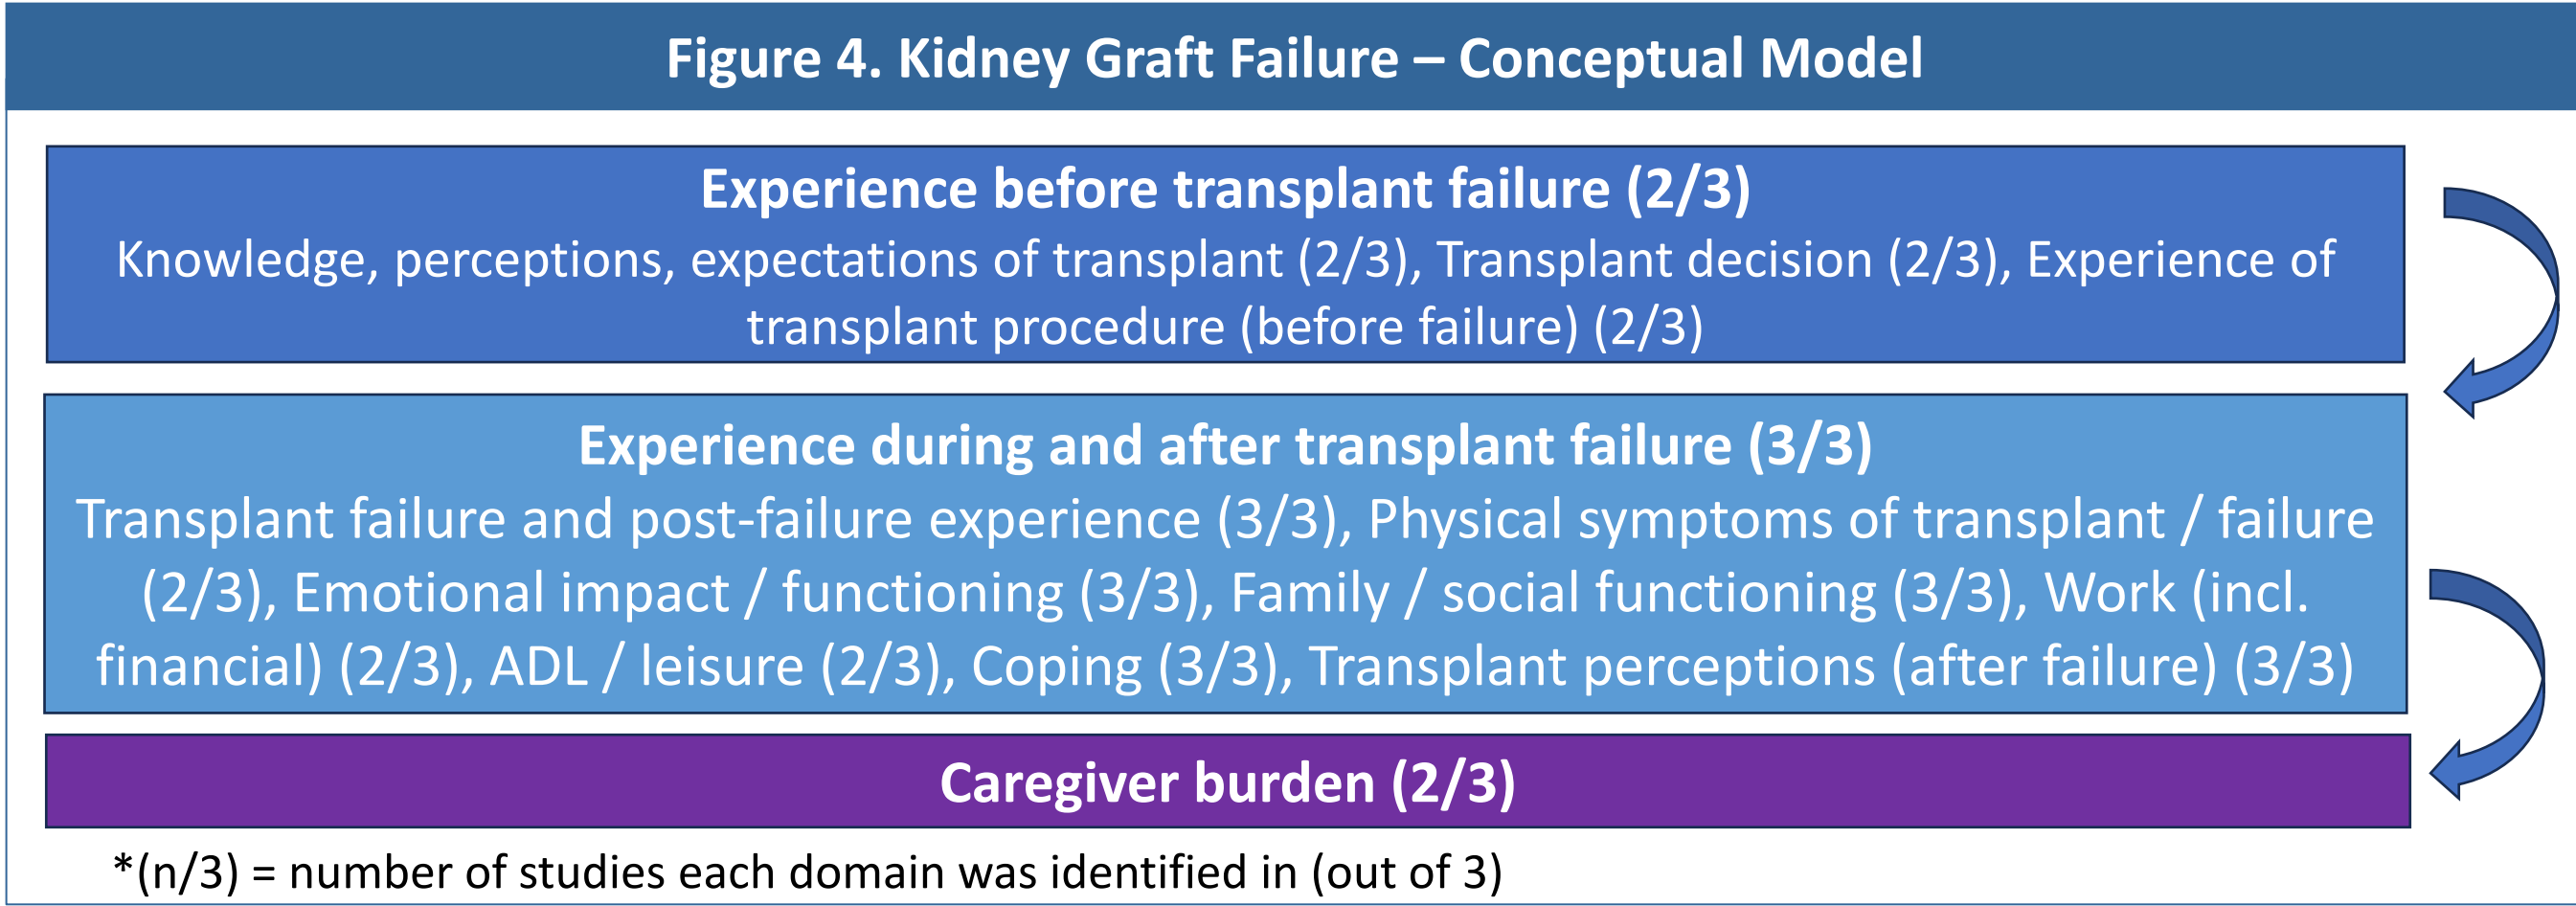 Figure 4. Kidney Graft Failure – Conceptual Model
Experience before transplant failure (2/3)
Knowledge, perceptions, expectations of transplant (2/3), Transplant decision (2/3), Experience of
transplant procedure (before failure) (2/3)
Experience during and after transplant failure (3/3)
Transplant failure and post-failure experience (3/3), Physical symptoms of transplant / failure
(2/3), Emotional impact / functioning (3/3), Family / social functioning (3/3), Work (incl.
financial) (2/3), ADL / leisure (2/3), Coping (3/3), Transplant perceptions (after failure) (3/3)
Caregiver burden (2/3)
*(n/3) = number of studies each domain was identified in (out of 3)